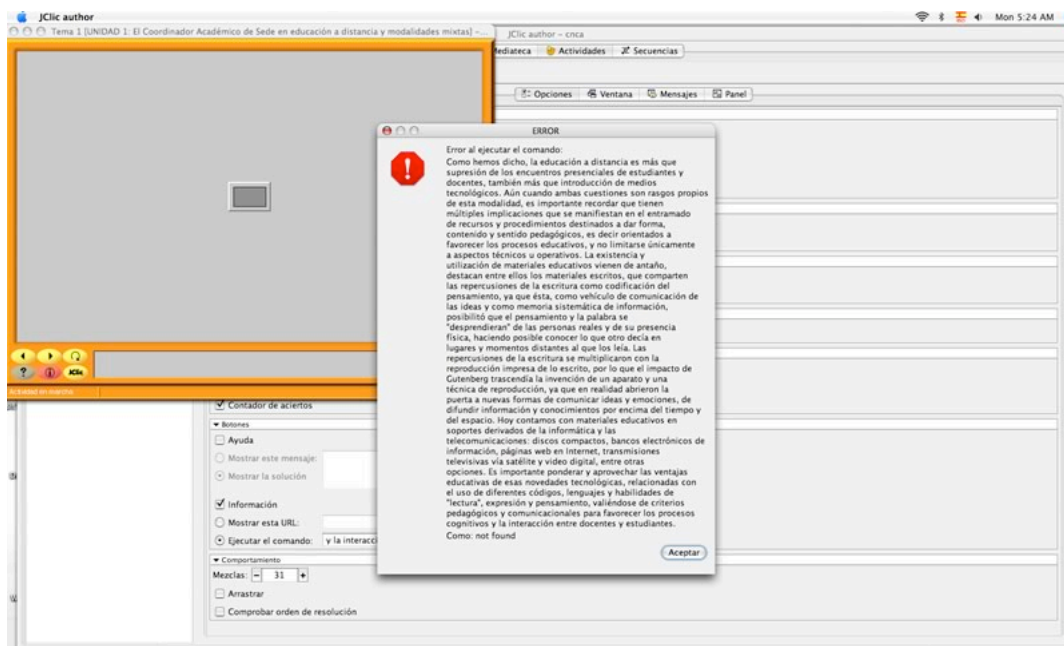 JClic author
Mon 5:24 AM
Tema 1 [UNIDAD 1: El Coordinador Académico de Sede en educación a distancia y modalidades mixtas] -...
JClic author - cnca
Mediateca
Actividades
Secuencias
Opciones
Ventana
Mensajes
Panel
ERROR
Error al ejecutar el comando:
Como hemos dicho, la educación a distancia es más que
supresión de los encuentros presenciales de estudiantes y
docentes, también más que introducción de medios
tecnológicos. Aún cuando ambas cuestiones son rasgos propios
de esta modalidad, es importante recordar que tienen
múltiples implicaciones que se manifiestan en el entramado
de recursos y procedimientos destinados a dar forma,
contenido y sentido pedagógicos, es decir orientados a
favorecer los procesos educativos, y no limitarse únicamente
a aspectos técnicos u operativos. La existencia y
utilización de materiales educativos vienen de antaño,
destacan entre ellos los materiales escritos, que comparten
las repercusiones de la escritura como codificación del
pensamiento, ya que ésta, como vehículo de comunicación de
las ideas y como memoria sistemática de información,
posibilitó que el pensamiento y la palabra se
"desprendieran" de las personas reales y de su presencia
física, haciendo posible conocer lo que otro decía en
lugares y momentos distantes al que los leía. Las
repercusiones de la escritura se multiplicaron con la
reproducción impresa de lo escrito, por lo que el impacto de
Gutenberg trascendía la invención de un aparato y una
técnica de reproducción, ya que en realidad abrieron la
puerta a nuevas formas de comunicar ideas y emociones, de
difundir información y conocimientos por encima del tiempo y
del espacio. Hoy contamos con materiales educativos en
soportes derivados de la informática y las
telecomunicaciones: discos compactos, bancos electrónicos de
información, páginas web en Internet, transmisiones
televisivas vía satélite y video digital, entre otras
opciones. Es importante ponderar y aprovechar las ventajas
educativas de esas novedades tecnológicas, relacionadas con
el uso de diferentes códigos, lenguajes y habilidades de
"lectura", expresión y pensamiento, valiéndose de criterios
pedagógicos y comunicacionales para favorecer los procesos
cognitivos y la interacción entre docentes y estudiantes.
Como: not found
Aceptar
JClic
Actividad en marcha
Contador de aciertos
Botones
Ayuda
Mostrar este mensaje:
Mostrar la solución
Información
Mostrar esta URL:
Ejecutar el comando: y la interacci
Comportamiento
Mezclas: 31
Arrastrar
Comprobar orden de resolución